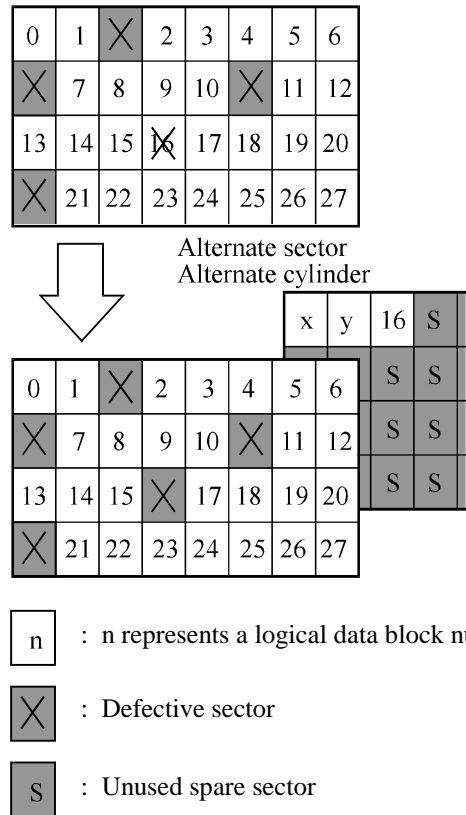 0 1 X 2 3 4 5 6
X 7 8 9 10 X 11 12
13 14 15 16 17 18 19 20
X 21 22 23 24 25 26 27
Alternate sector
Alternate cylinder
x y 16 S
S S
S S
S S
0 1 X 2 3 4 5 6
X 7 8 9 10 X 11 12
13 14 15 X 17 18 19 20
X 21 22 23 24 25 26 27
n : n represents a logical data block
X : Defective sector
S : Unused spare sector